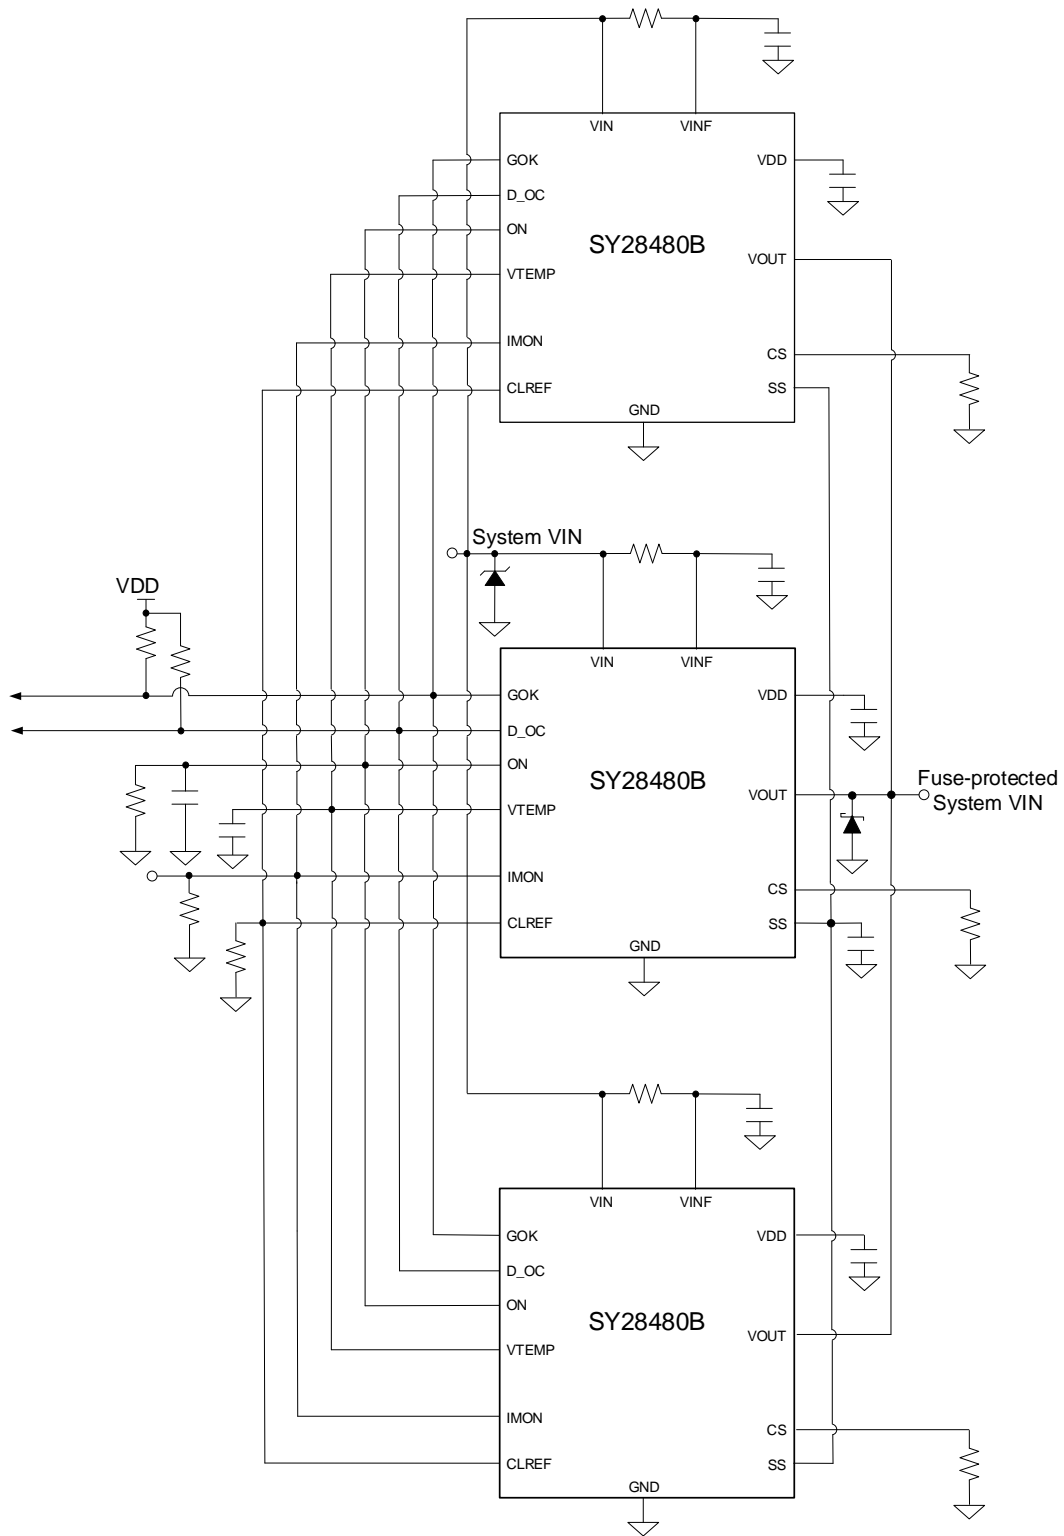 VIN VINF
GOK VDD
D_OC
ON
SY28480B
VTEMP VOUT
IMON
CS
CLREF SS
GND
System VIN
VDD
VIN VINF
GOK VDD
D_OC
ON
SY28480B
Fuse-protected
System VIN
VOUT
VTEMP
IMON
CS
CLREF SS
GND
VIN VINF
GOK VDD
D_OC
ON
SY28480B
VOUT
VTEMP
IMON
CS
CLREF SS
GND